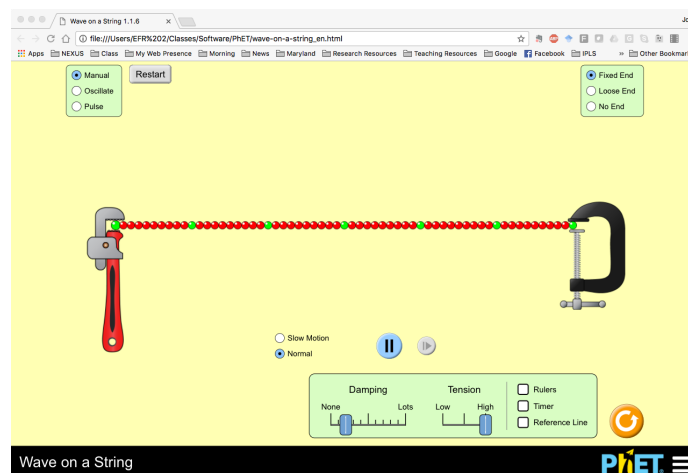 Wave on a String 1.1.6
Jo
file:///Users/EFR%202/Classes/Software/PhET/wave-on-a-string_en.html
Apps NEXUS Class My Web Presence Morning News Maryland Research Resources Teaching Resources Google Facebook IPLS » Other Bookmar
Manual
Oscillate
Pulse
Restart
Fixed End
Loose End
No End
Slow Motion
Normal
Damping
None
Lots
Tension
Low
High
Rulers
Timer
Reference Line
Wave on a String
PhET